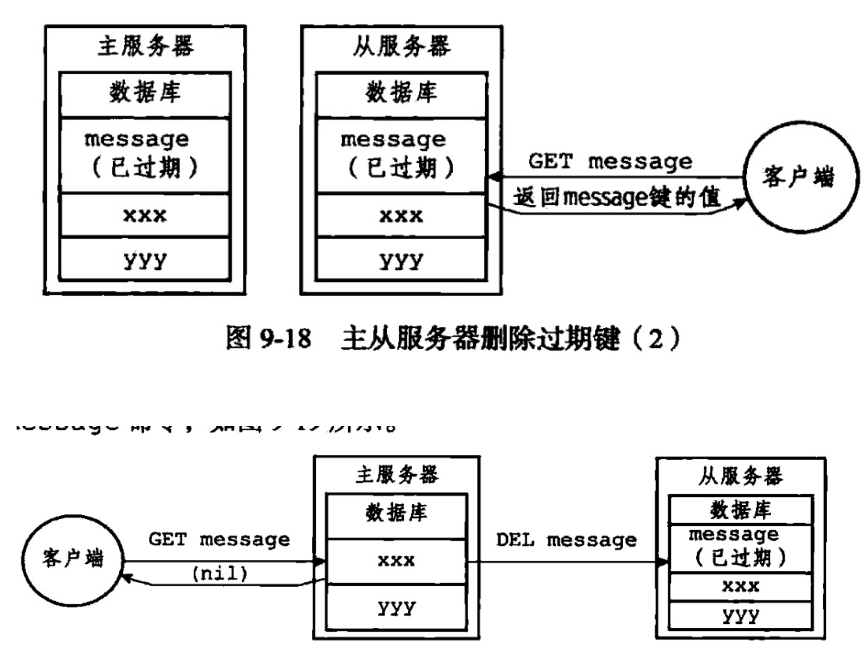 主服务器
数据库
message
（已过期）
xxx
yyy
从服务器
数据库
message
（已过期）
xxx
yyy
GET message
返回message键的值
客户端
图 9-18 主从服务器删除过期键（2）
客户端
GET message
(nil)
主服务器
数据库
xxx
yyy
DEL message
从服务器
数据库
message
（已过期）
xxx
yyy